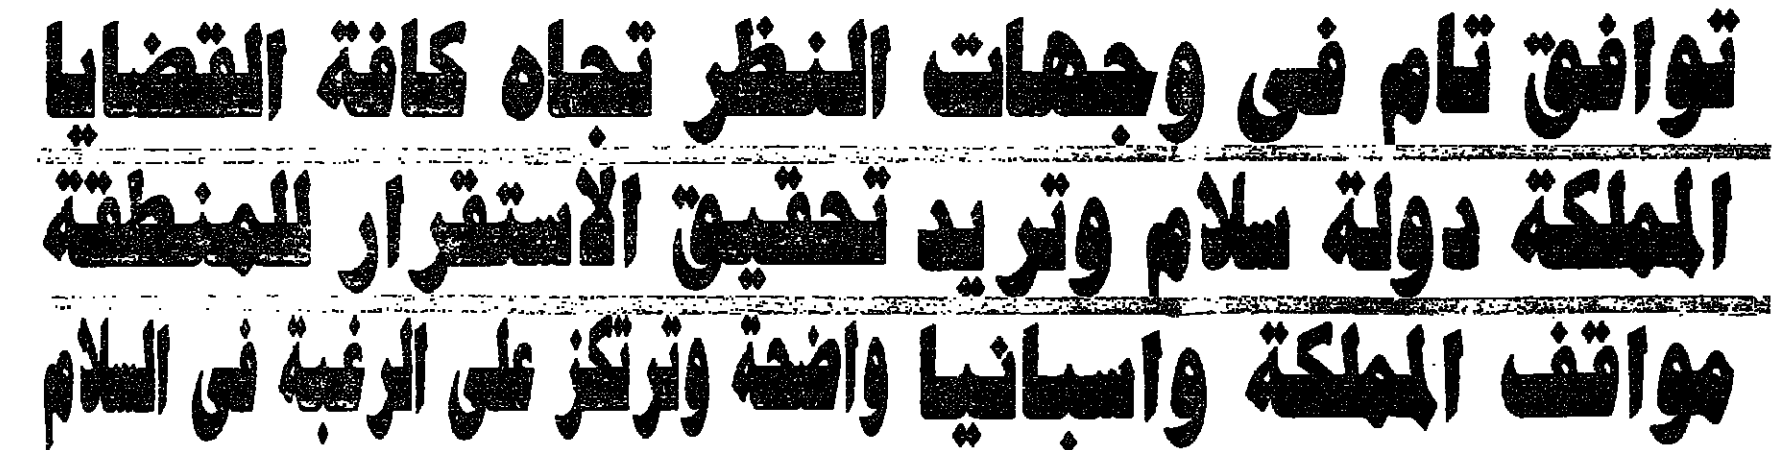 توافق تام فى وجهات النظر تجاه كافة القضايا
المملكة دولة سلام وتريد تحقيق الاستقرار للمنطقة
مواقف المملكة واسبانيا واضحة وترتكز على الرغبة فى السلام